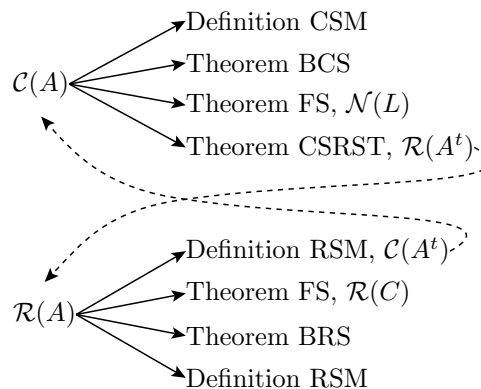 Definition CSM
Theorem BCS
𝒞(A)
Theorem FS, 𝒩(L)
Theorem CSRST, ℛ(Aᵗ)
Definition RSM, 𝒞(Aᵗ)
Theorem FS, ℛ(C)
ℛ(A)
Theorem BRS
Definition RSM